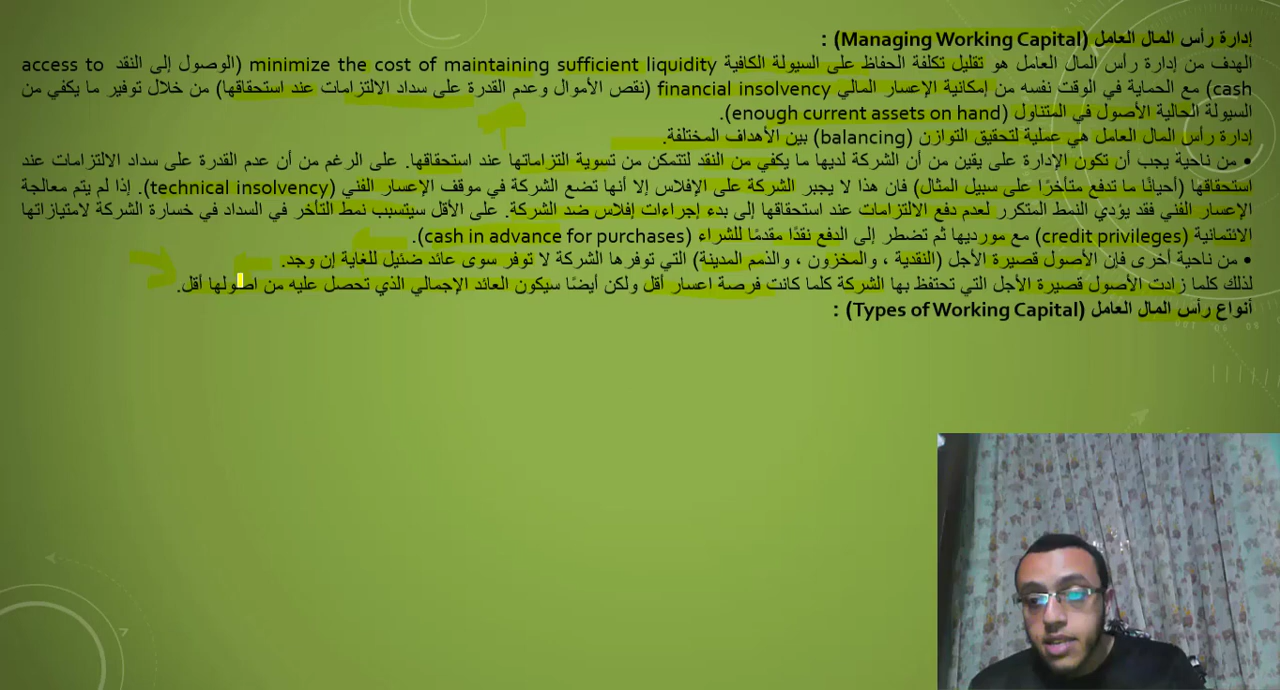 إدارة رأس المال العامل (Managing Working Capital) :
الهدف من إدارة رأس المال العامل هو تقليل تكلفة الحفاظ على السيولة الكافية minimize the cost of maintaining sufficient liquidity (الوصول إلى النقد access to
cash) مع الحماية في الوقت نفسه من إمكانية الإعسار المالي financial insolvency (نقص الأموال وعدم القدرة على سداد الالتزامات عند استحقاقها) من خلال توفير ما يكفي من
السيولة الحالية الأصول في المتناول (enough current assets on hand).
إدارة رأس المال العامل هي عملية لتحقيق التوازن (balancing) بين الأهداف المختلفة.
• من ناحية يجب أن تكون الإدارة على يقين من أن الشركة لديها ما يكفي من النقد لتتمكن من تسوية التزاماتها عند استحقاقها. على الرغم من أن عدم القدرة على سداد الالتزامات عند
استحقاقها (أحيانًا ما تدفع متأخرًا على سبيل المثال) فان هذا لا يجبر الشركة على الإفلاس إلا أنها تضع الشركة في موقف الإعسار الفني (technical insolvency). إذا لم يتم معالجة
الإعسار الفني فقد يؤدي النمط المتكرر لعدم دفع الالتزامات عند استحقاقها إلى بدء إجراءات إفلاس ضد الشركة. على الأقل سيتسبب نمط التأخر في السداد في خسارة الشركة لامتيازاتها
الائتمانية (credit privileges) مع مورديها ثم تضطر إلى الدفع نقدًا مقدمًا للشراء (cash in advance for purchases).
• من ناحية أخرى فإن الأصول قصيرة الأجل (النقدية ، والمخزون ، والذمم المدينة) التي توفرها الشركة لا توفر سوى عائد ضئيل للغاية إن وجد.
لذلك كلما زادت الأصول قصيرة الأجل التي تحتفظ بها الشركة كلما كانت فرصة اعسار أقل ولكن أيضًا سيكون العائد الإجمالي الذي تحصل عليه من اصولها أقل.
أنواع رأس المال العامل (Types of Working Capital) :